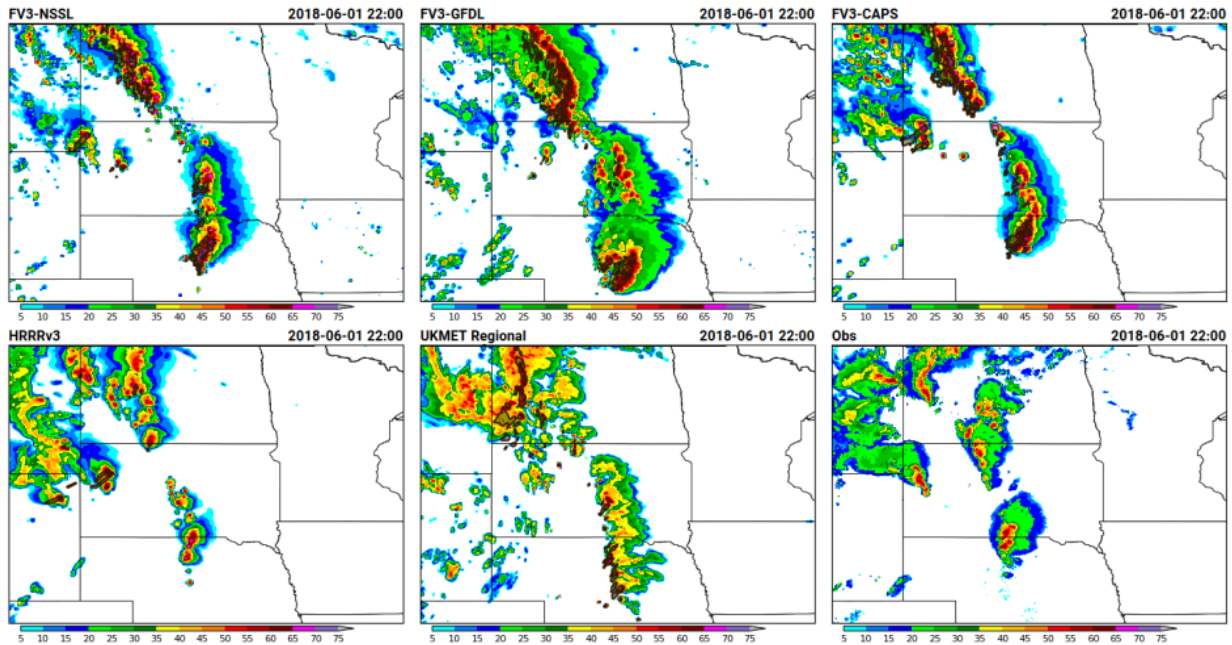 FV3-NSSL 2018-06-01 22:00
FV3-GFDL 2018-06-01 22:00
FV3-CAPS 2018-06-01 22:00
5 10 15 20 25 30 35 40 45 50 55 60 65 70 75
5 10 15 20 25 30 35 40 45 50 55 60 65 70 75
5 10 15 20 25 30 35 40 45 50 55 60 65 70 75
HRRRv3 2018-06-01 22:00
UKMET Regional 2018-06-01 22:00
Obs 2018-06-01 22:00
5 10 15 20 25 30 35 40 45 50 55 60 65 70 75
5 10 15 20 25 30 35 40 45 50 55 60 65 70 75
5 10 15 20 25 30 35 40 45 50 55 60 65 70 75